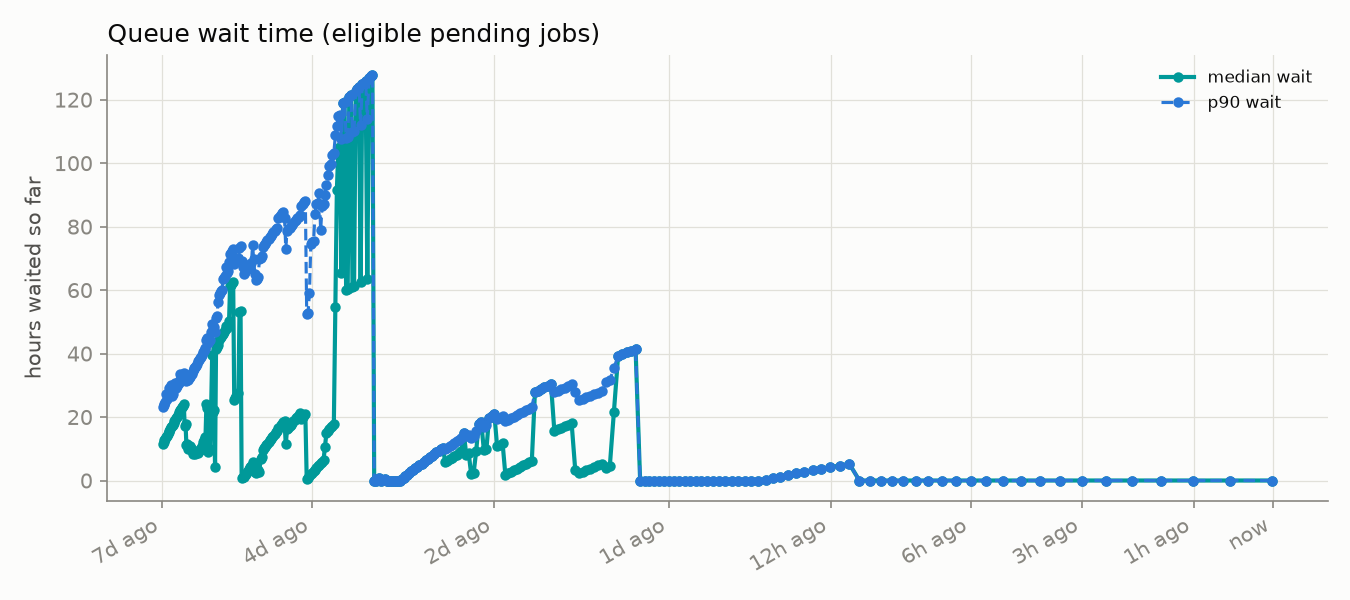 Queue wait time (eligible pending jobs)
median wait
p90 wait
hours waited so far
120
100
80
60
40
20
0
7d ago
4d ago
2d ago
1d ago
12h ago
6h ago
3h ago
1h ago
now